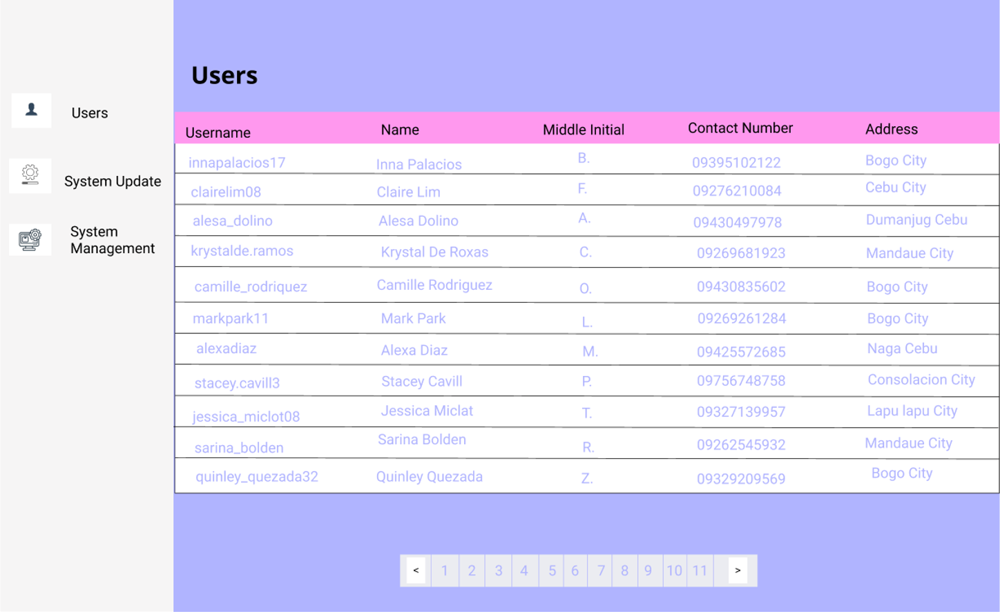 Users
System Update
System
Management
Users
Username Name Middle Initial Contact Number Address
innapalacios17 Inna Palacios B. 09395102122 Bogo City
clairelim08 Claire Lim F. 09276210084 Cebu City
alesa_dolino Alesa Dolino A. 09430497978 Dumanjug Cebu
krystalde.ramos Krystal De Roxas C. 09269681923 Mandaue City
camille_rodriquez Camille Rodriguez O. 09430835602 Bogo City
markpark11 Mark Park L. 09269261284 Bogo City
alexadiaz Alexa Diaz M. 09425572685 Naga Cebu
stacey.cavill3 Stacey Cavill P. 09756748758 Consolacion City
jessica_miclot08 Jessica Miclat T. 09327139957 Lapu lapu City
sarina_bolden Sarina Bolden R. 09262545932 Mandaue City
quinley_quezada32 Quinley Quezada Z. 09329209569 Bogo City
< 1 2 3 4 5 6 7 8 9 10 11 >